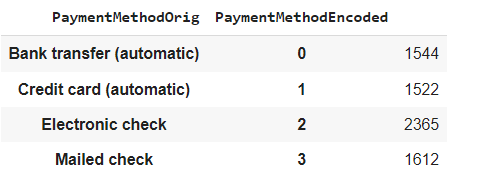 PaymentMethodOrig PaymentMethodEncoded
Bank transfer (automatic) 0 1544
Credit card (automatic) 1 1522
Electronic check 2 2365
Mailed check 3 1612